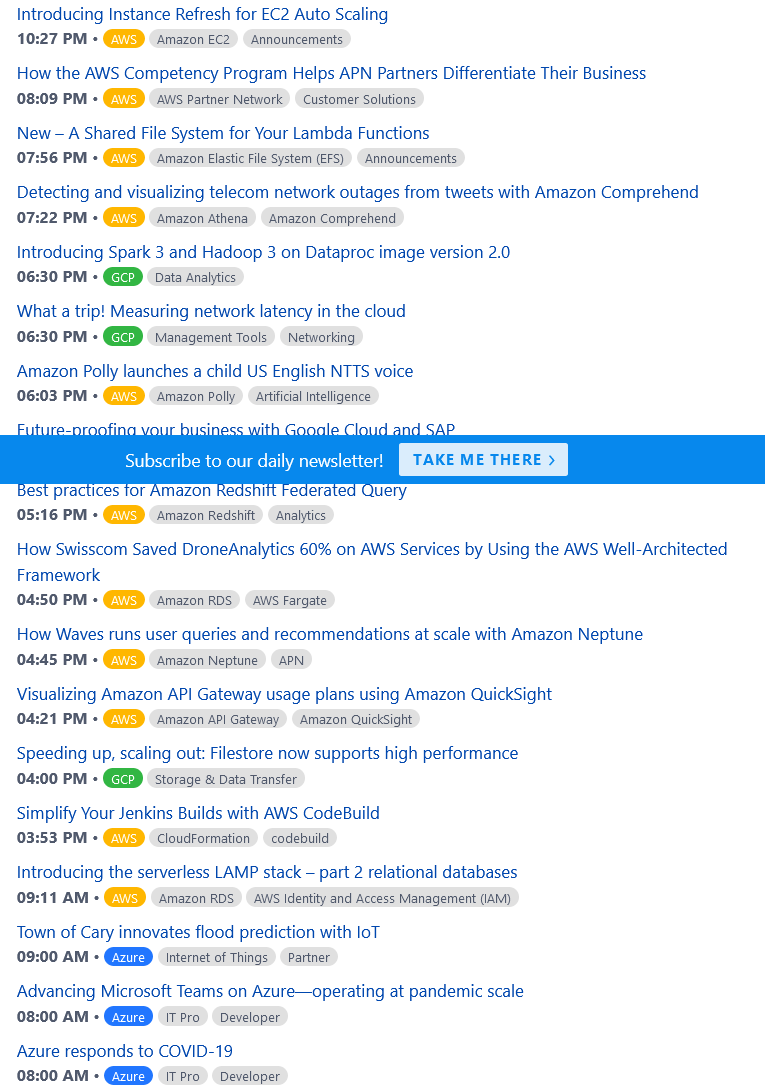 Introducing Instance Refresh for EC2 Auto Scaling
10:27 PM • AWS Amazon EC2 Announcements
How the AWS Competency Program Helps APN Partners Differentiate Their Business
08:09 PM • AWS AWS Partner Network Customer Solutions
New – A Shared File System for Your Lambda Functions
07:56 PM • AWS Amazon Elastic File System (EFS) Announcements
Detecting and visualizing telecom network outages from tweets with Amazon Comprehend
07:22 PM • AWS Amazon Athena Amazon Comprehend
Introducing Spark 3 and Hadoop 3 on Dataproc image version 2.0
06:30 PM • GCP Data Analytics
What a trip! Measuring network latency in the cloud
06:30 PM • GCP Management Tools Networking
Amazon Polly launches a child US English NTTS voice
06:03 PM • AWS Amazon Polly Artificial Intelligence
Future-proofing your business with Google Cloud and SAP
Subscribe to our daily newsletter! TAKE ME THERE >
Best practices for Amazon Redshift Federated Query
05:16 PM • AWS Amazon Redshift Analytics
How Swisscom Saved DroneAnalytics 60% on AWS Services by Using the AWS Well-Architected
Framework
04:50 PM • AWS Amazon RDS AWS Fargate
How Waves runs user queries and recommendations at scale with Amazon Neptune
04:45 PM • AWS Amazon Neptune APN
Visualizing Amazon API Gateway usage plans using Amazon QuickSight
04:21 PM • AWS Amazon API Gateway Amazon QuickSight
Speeding up, scaling out: Filestore now supports high performance
04:00 PM • GCP Storage & Data Transfer
Simplify Your Jenkins Builds with AWS CodeBuild
03:53 PM • AWS CloudFormation codebuild
Introducing the serverless LAMP stack – part 2 relational databases
09:11 AM • AWS Amazon RDS AWS Identity and Access Management (IAM)
Town of Cary innovates flood prediction with IoT
09:00 AM • Azure Internet of Things Partner
Advancing Microsoft Teams on Azure—operating at pandemic scale
08:00 AM • Azure IT Pro Developer
Azure responds to COVID-19
08:00 AM • Azure IT Pro Developer